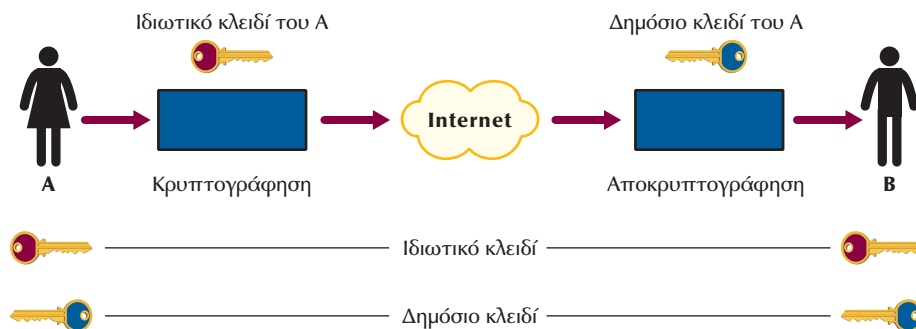 Ιδιωτικό κλειδί του Α
Δημόσιο κλειδί του Α
Internet
Α
Κρυπτογράφηση
Αποκρυπτογράφηση
Β
Ιδιωτικό κλειδί
Δημόσιο κλειδί